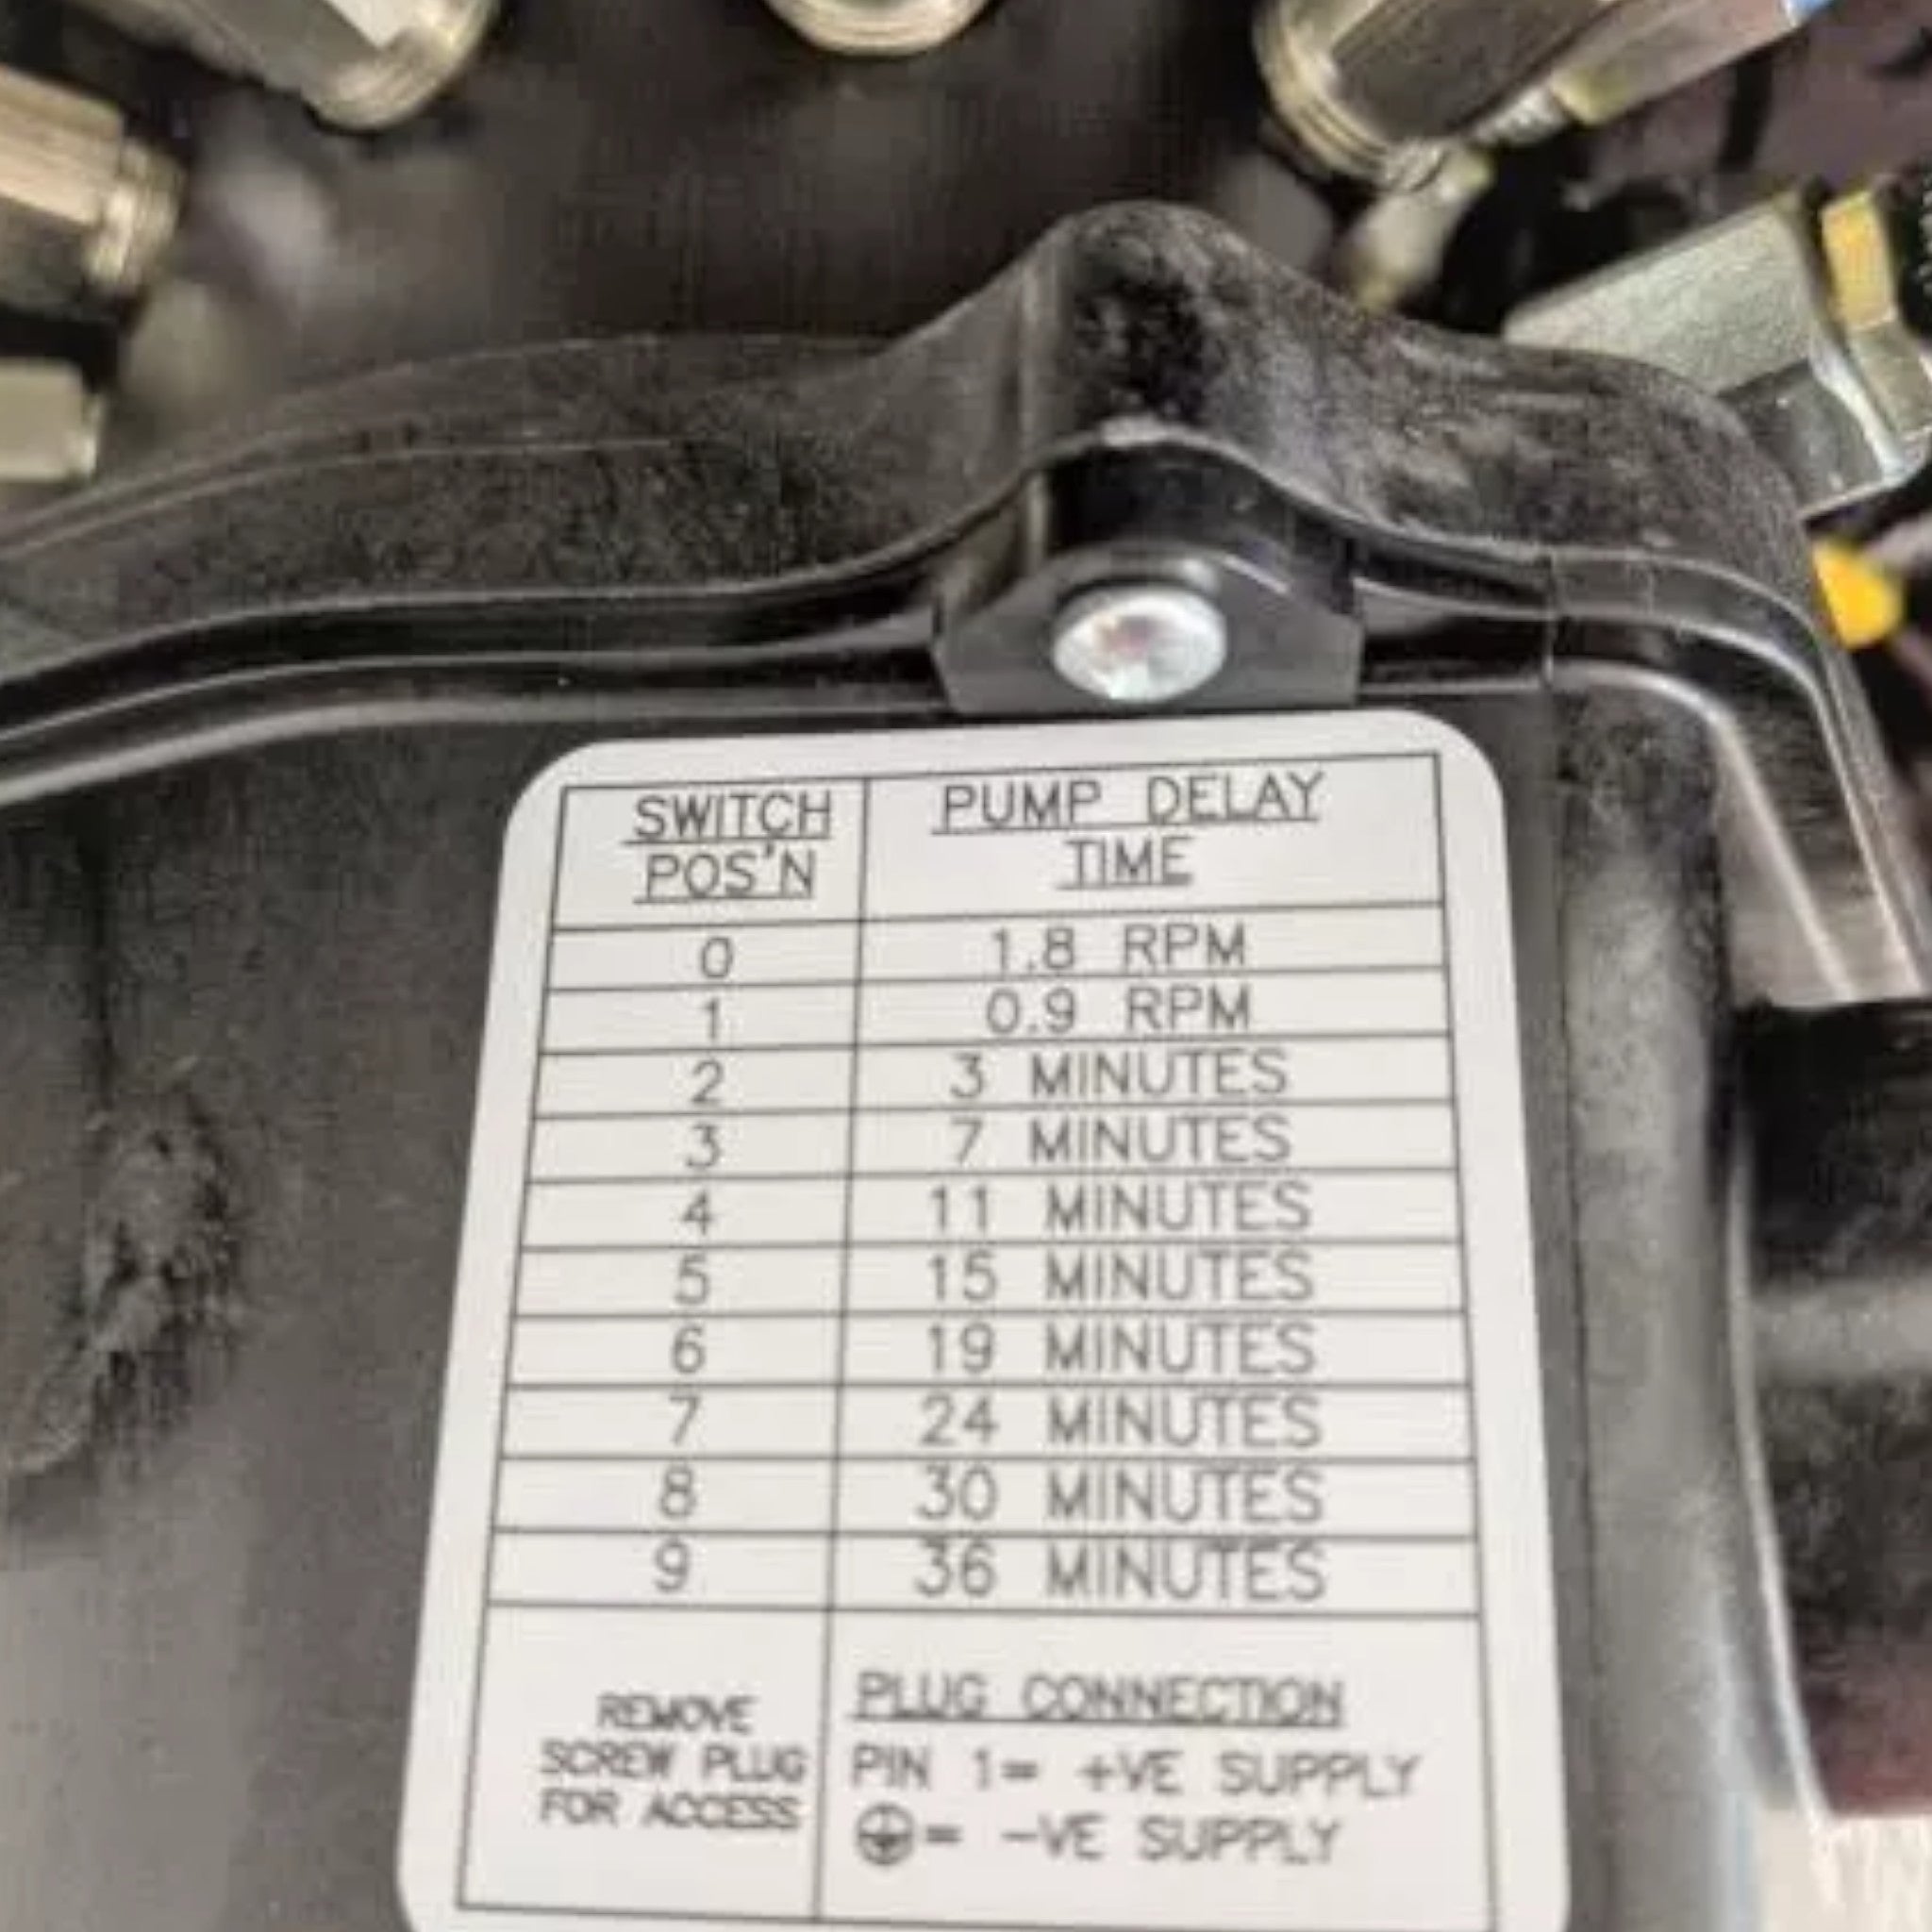 SWITCH POS'N PUMP DELAY TIME
0 1.8 RPM
1 0.9 RPM
2 3 MINUTES
3 7 MINUTES
4 11 MINUTES
5 15 MINUTES
6 19 MINUTES
7 24 MINUTES
8 30 MINUTES
9 36 MINUTES
REMOVE
SCREW PLUG
FOR ACCESS
PLUG CONNECTION
PIN 1= +VE SUPPLY
⏚= -VE SUPPLY